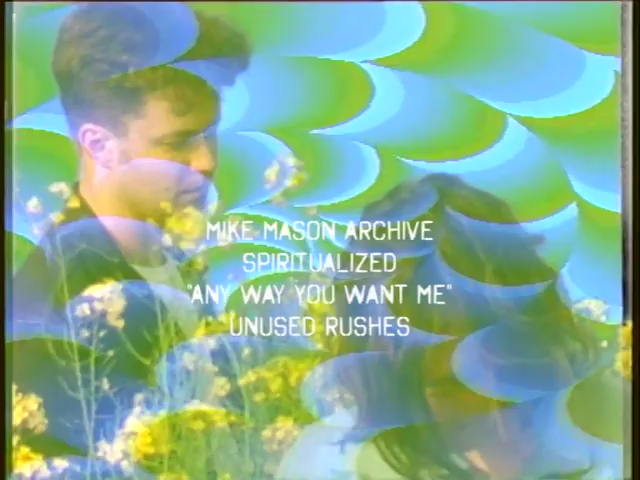 MIKE MASON ARCHIVE
SPIRITUALIZED
"ANY WAY YOU WANT ME"
UNUSED RUSHES